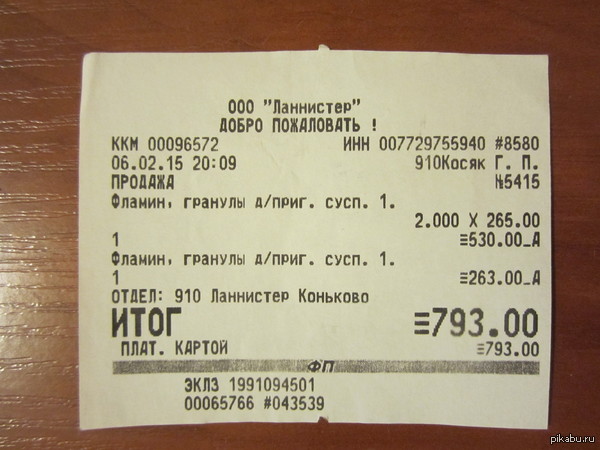 ООО "Ланнистер"
ДОБРО ПОЖАЛОВАТЬ !
ККМ 00096572 ИНН 007729755940 #8580
06.02.15 20:09 910Косяк Г. П.
ПРОДАЖА №5415
Фламин, гранулы д/приг. сусп. 1.
2.000 X 265.00
1 ≡530.00_А
Фламин, гранулы д/приг. сусп. 1.
1 ≡263.00_А
ОТДЕЛ: 910 Ланнистер Коньково
ИТОГ ≡793.00
ПЛАТ. КАРТОЙ ≡793.00
ФП
ЭКЛЗ 1991094501
00065766 #043539
pikabu.ru